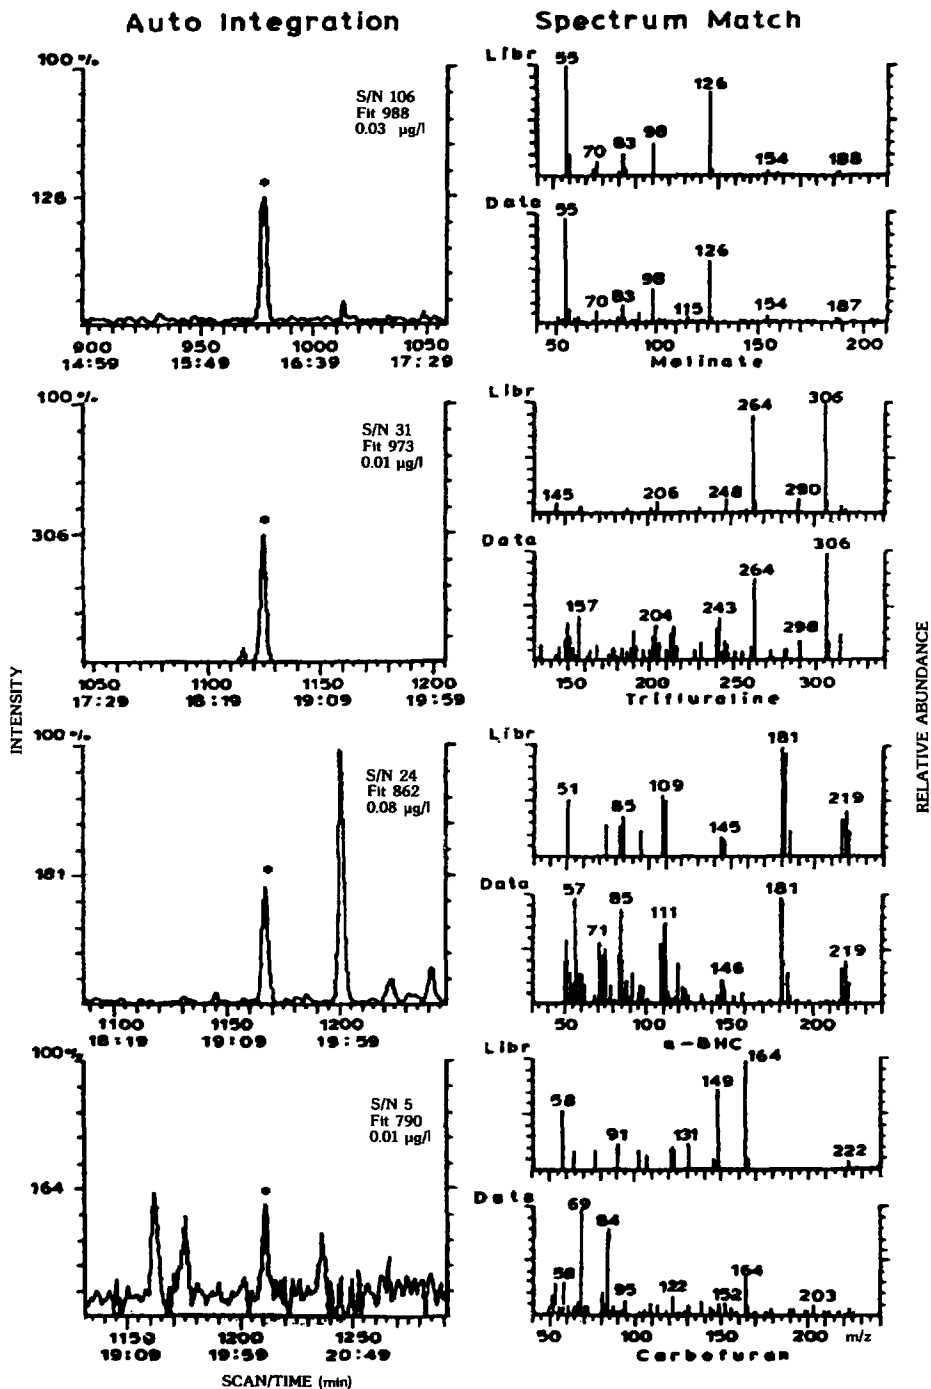 Auto Integration
Spectrum Match
INTENSITY
RELATIVE ABUNDANCE
100 %
126
S/N 106
Fit 988
0.03 µg/l
*
900 950 1000 1050
14:59 15:49 16:39 17:29
Libr
55 70 83 98 126 154 188
Data
55 70 83 98 115 126 154 187
50 100 150 200
Molinate
100 %
306
S/N 31
Fit 973
0.01 µg/l
*
1050 1100 1150 1200
17:29 18:19 19:09 19:59
Libr
145 206 248 264 290 306
Data
157 204 243 264 298 306
150 200 250 300
Trifluraline
100 %
181
S/N 24
Fit 862
0.08 µg/l
*
1100 1150 1200
18:19 19:09 19:59
Libr
51 85 109 145 181 219
Data
57 71 85 111 146 181 219
50 100 150 200
α-BHC
100 %
164
S/N 5
Fit 790
0.01 µg/l
*
1150 1200 1250
19:09 19:59 20:49
SCAN/TIME (min)
Libr
58 91 131 149 164 222
Data
58 69 84 95 122 152 164 203
50 100 150 200 m/z
Carbofuran